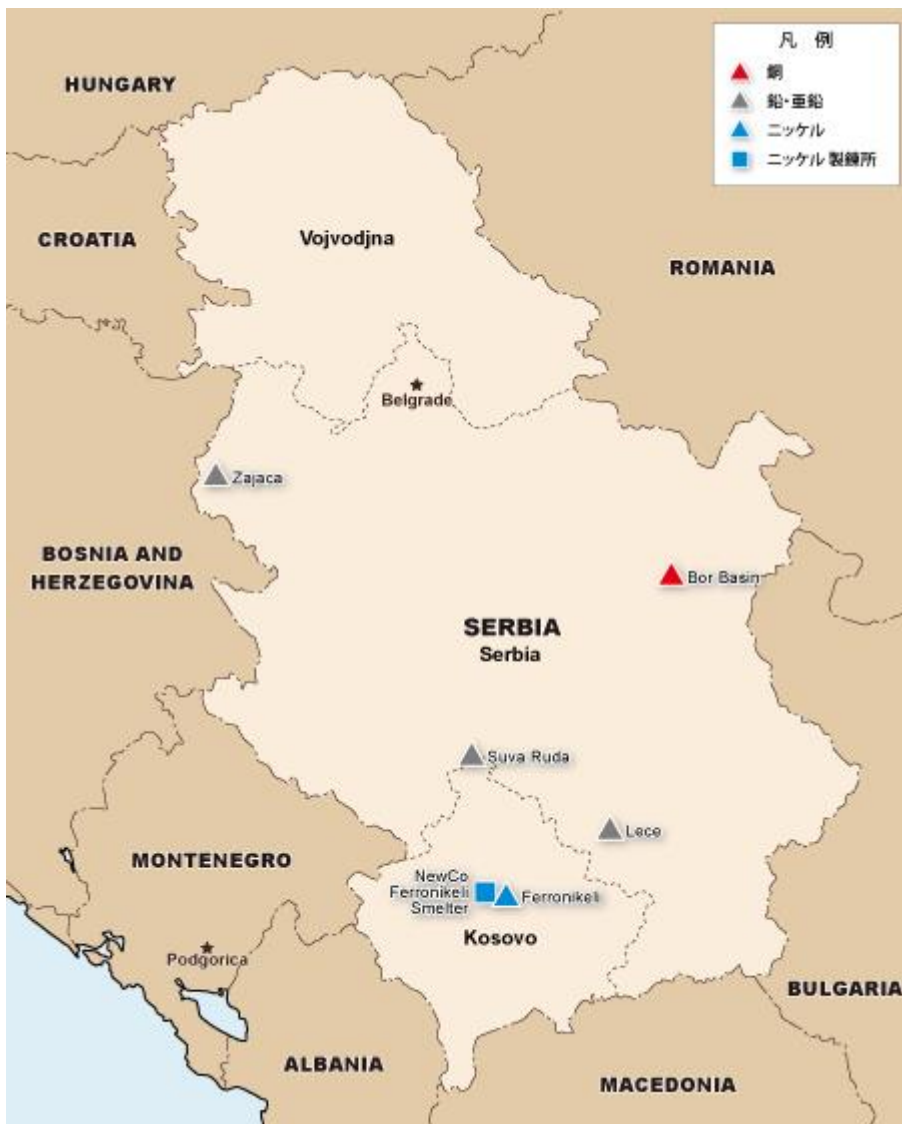 凡 例
銅
鉛・亜鉛
ニッケル
ニッケル 製錬所
HUNGARY
CROATIA
Vojvodjna
ROMANIA
Belgrade
Zajaca
BOSNIA AND
HERZEGOVINA
Bor Basin
SERBIA
Serbia
Suva Ruda
Lece
MONTENEGRO
NewCo
Ferronikeli
Smelter
Ferronikeli
Kosovo
Podgorica
BULGARIA
ALBANIA
MACEDONIA